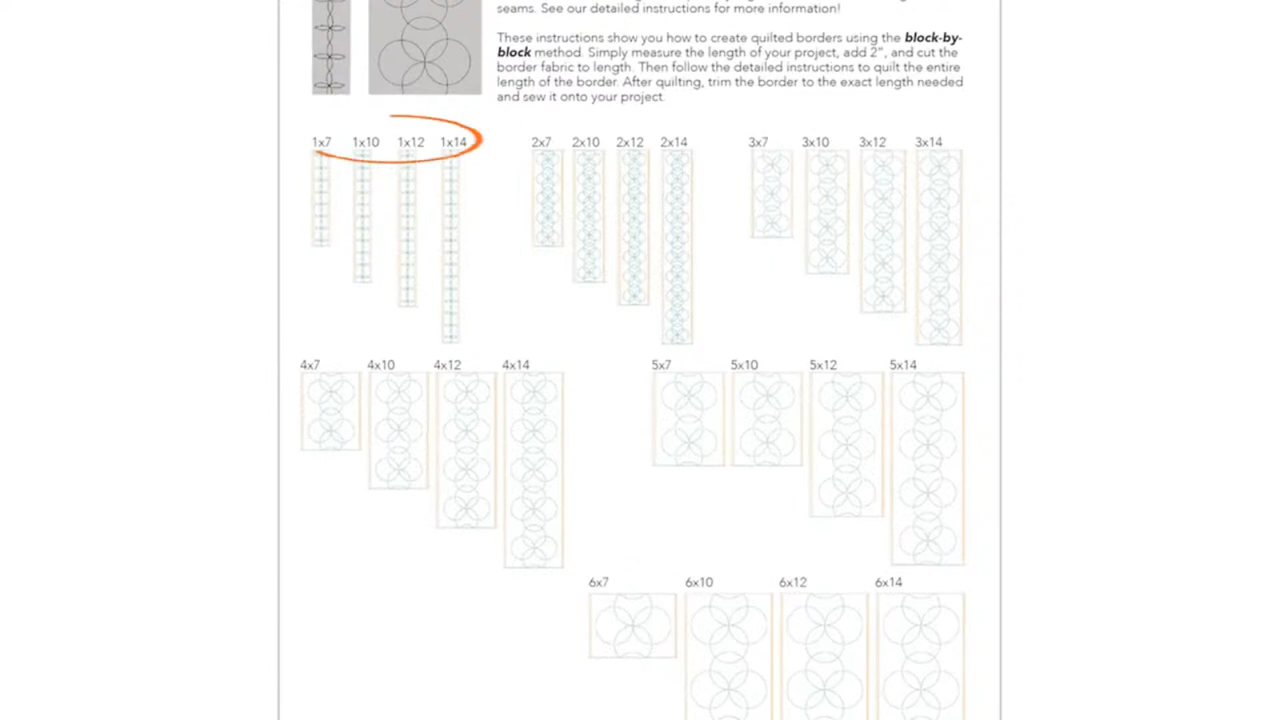 seams. See our detailed instructions for more information!
These instructions show you how to create quilted borders using the block-by-
block method. Simply measure the length of your project, add 2", and cut the
border fabric to length. Then follow the detailed instructions to quilt the entire
length of the border. After quilting, trim the border to the exact length needed
and sew it onto your project.
1x7 1x10 1x12 1x14 2x7 2x10 2x12 2x14 3x7 3x10 3x12 3x14
4x7 4x10 4x12 4x14 5x7 5x10 5x12 5x14
6x7 6x10 6x12 6x14